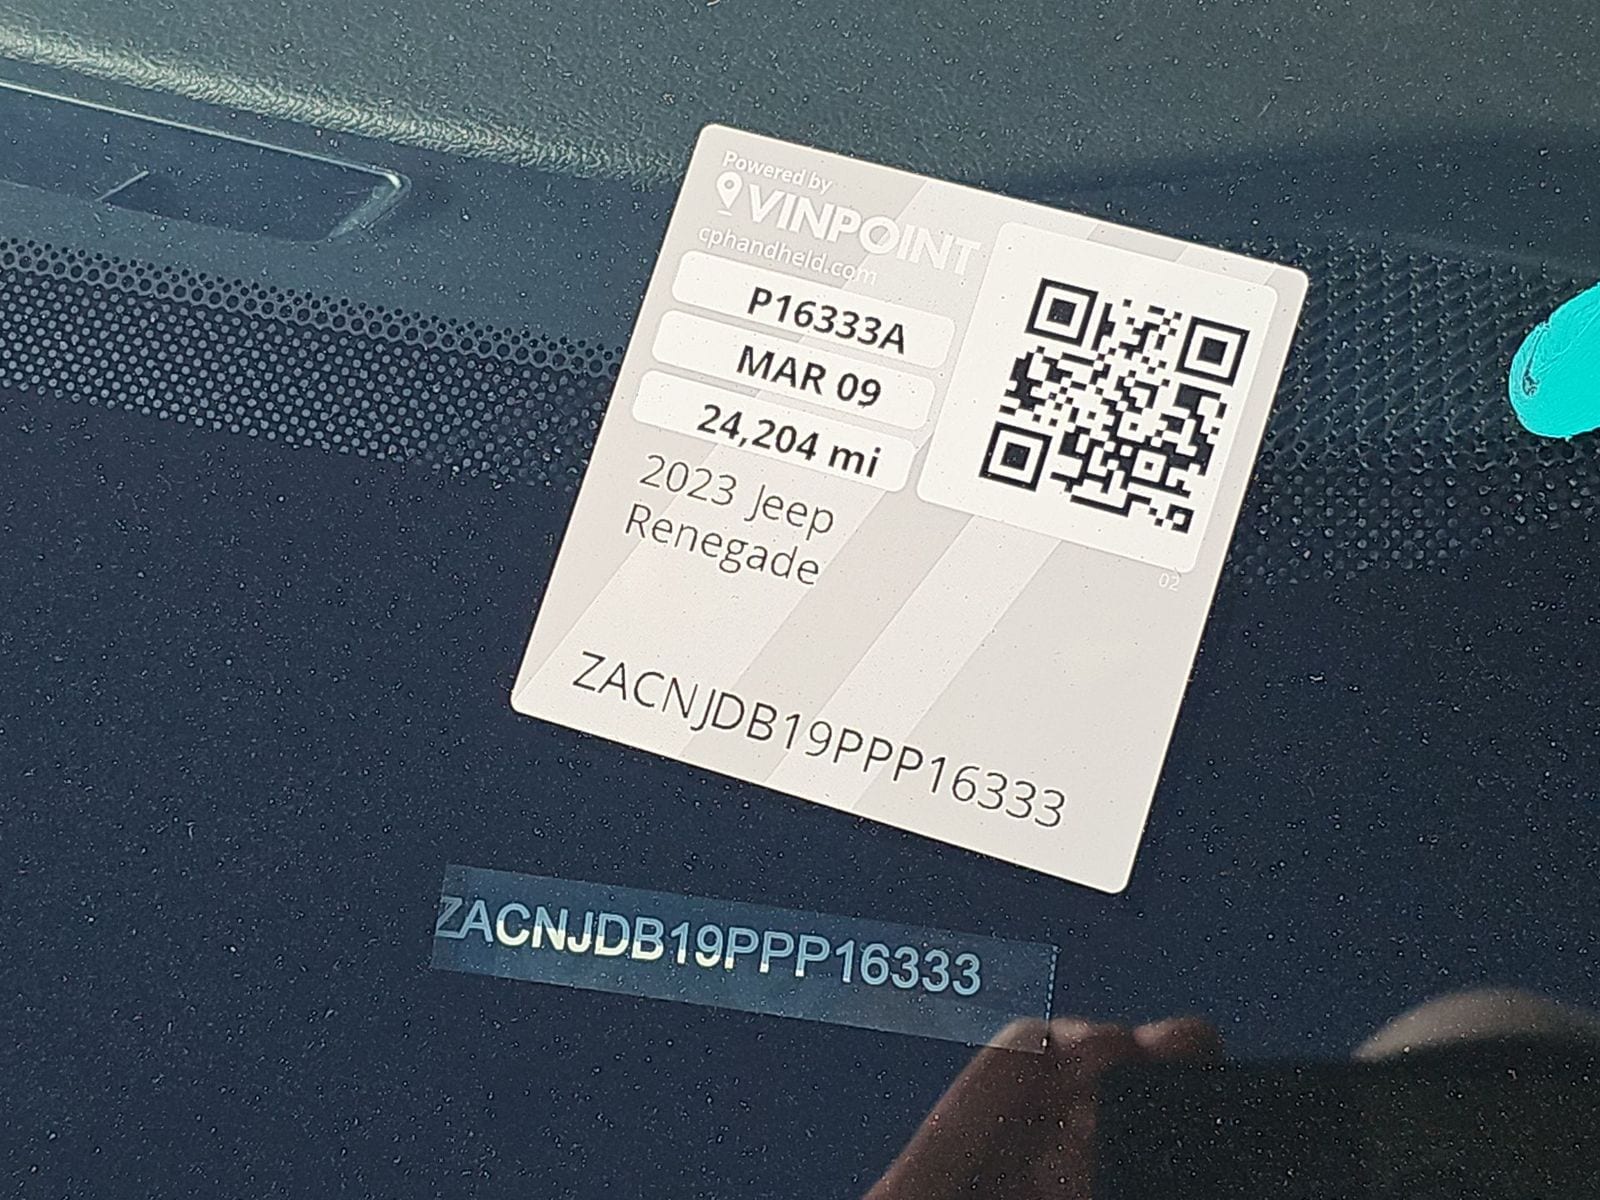 Powered by
VINPOINT
cphandheld.com
P16333A
MAR 09
24,204 mi
2023 Jeep
Renegade
02
ZACNJDB19PPP16333
ZACNJDB19PPP16333